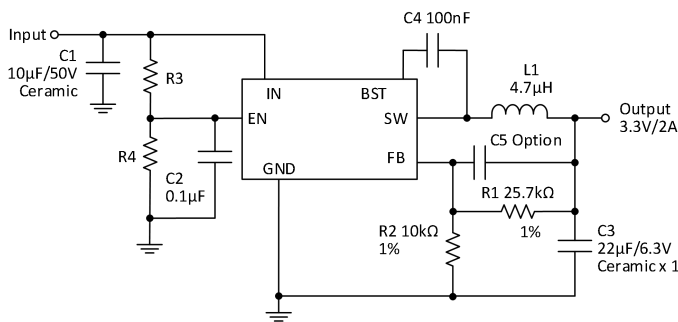 C4 100nF
Input
C1
10µF/50V
Ceramic
R3
L1
4.7µH
IN
BST
EN
SW
Output
3.3V/2A
C5 Option
R4
FB
GND
C2
0.1µF
R1 25.7kΩ
1%
R2 10kΩ
1%
C3
22µF/6.3V
Ceramic x 1